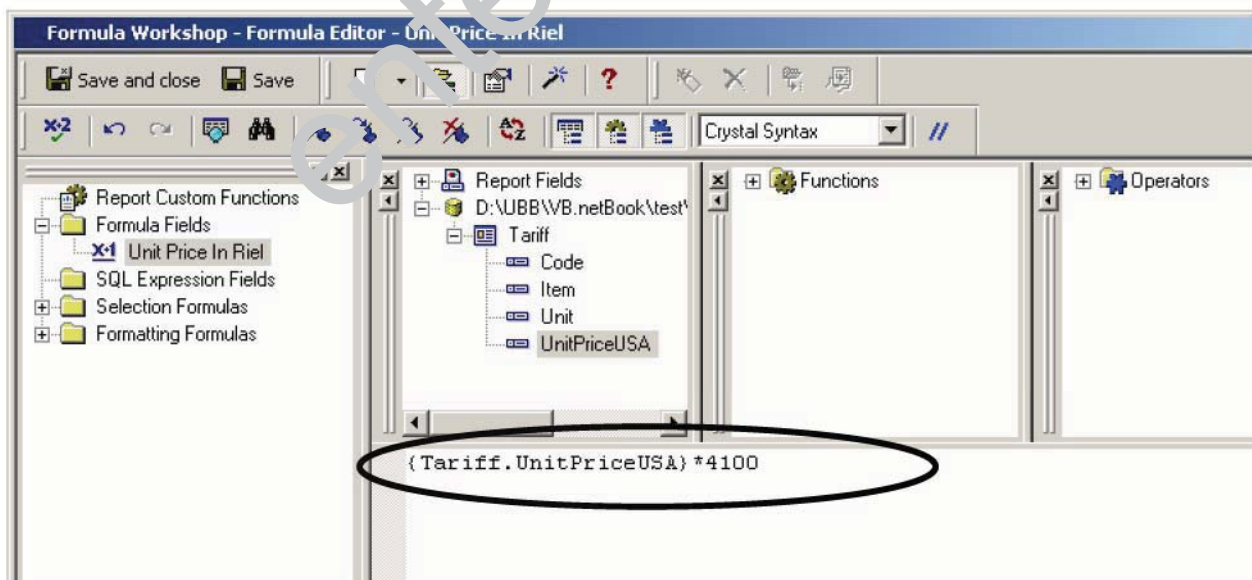 Formula Workshop - Formula Editor - Unit Price In Riel
Save and close Save
Crystal Syntax
Report Custom Functions
Formula Fields
Unit Price In Riel
SQL Expression Fields
Selection Formulas
Formatting Formulas
Report Fields
D:\UBB\VB.netBook\test\
Tariff
Code
Item
Unit
UnitPriceUSA
Functions
Operators
{Tariff.UnitPriceUSA}*4100